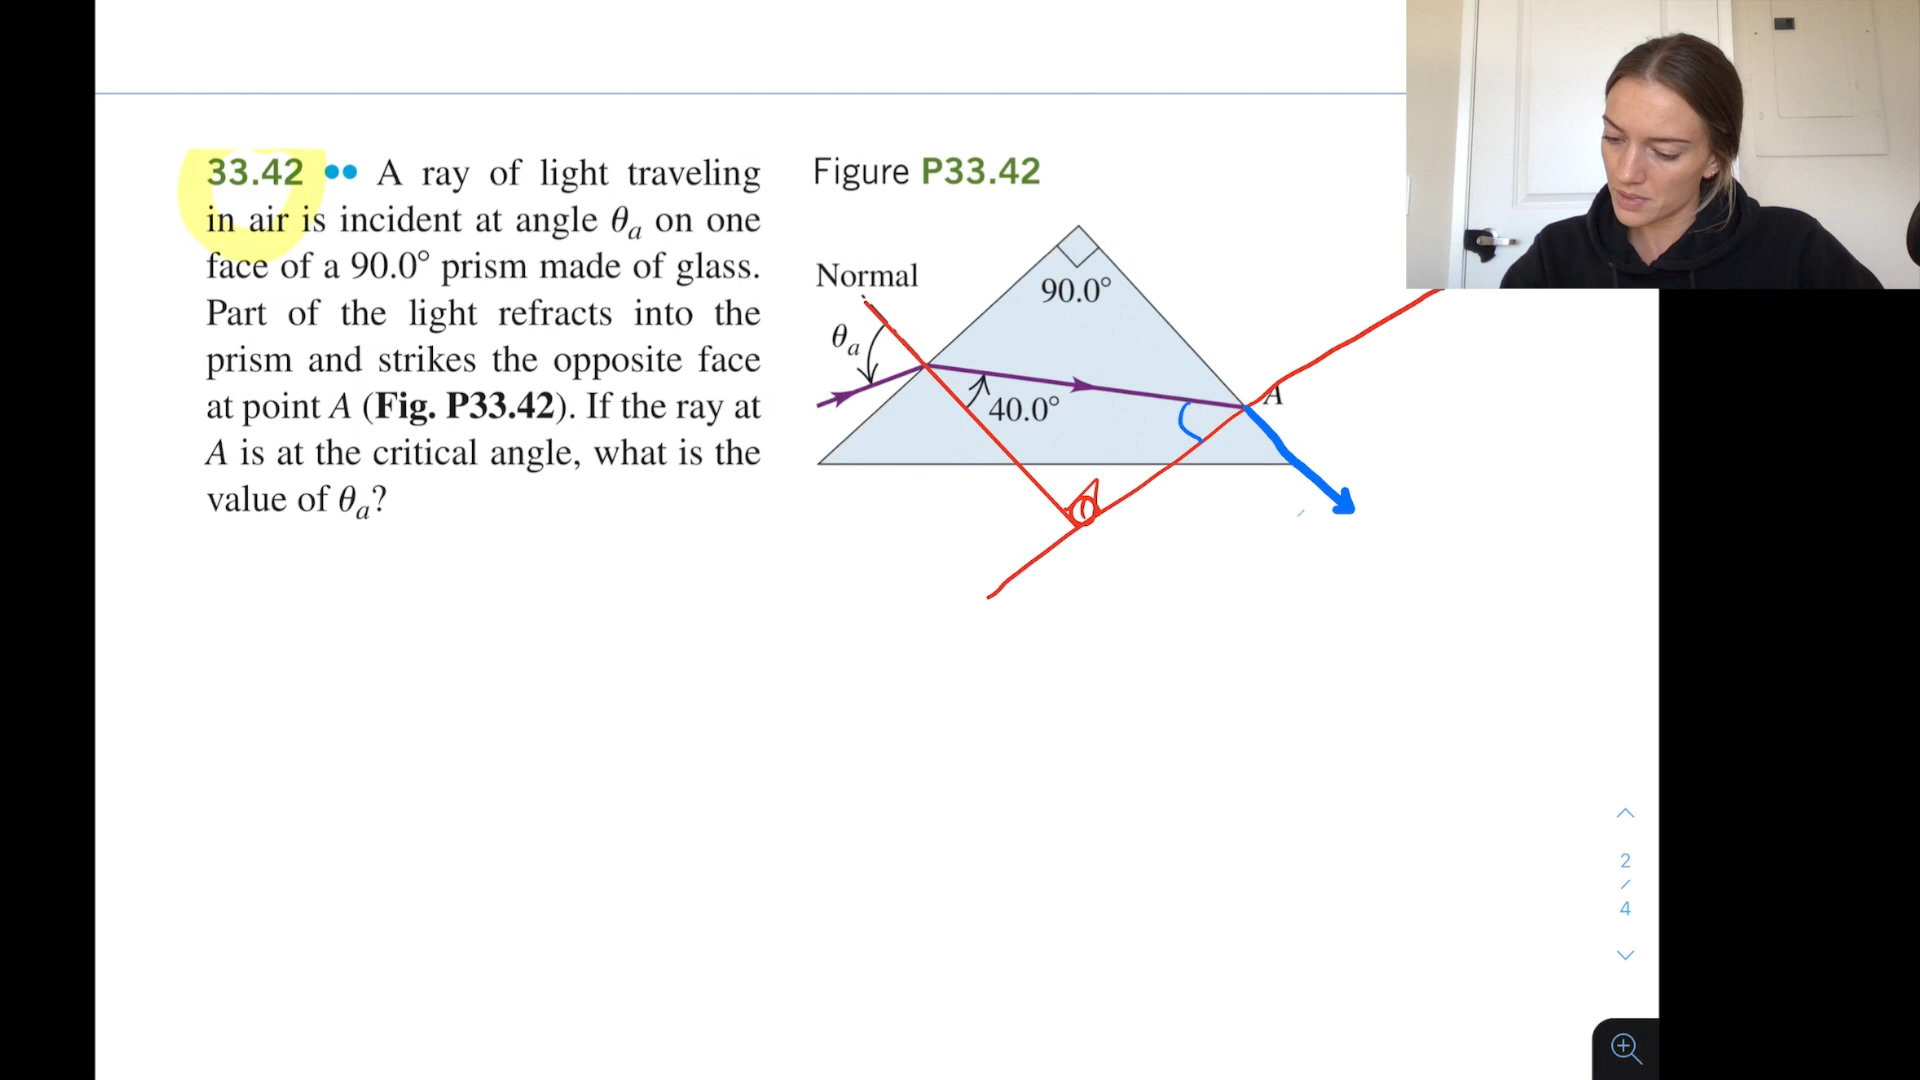 33.42 •• A ray of light traveling
in air is incident at angle θa on one
face of a 90.0° prism made of glass.
Part of the light refracts into the
prism and strikes the opposite face
at point A (Fig. P33.42). If the ray at
A is at the critical angle, what is the
value of θa?
Figure P33.42
Normal
90.0°
θa
40.0°
A
2
/
4